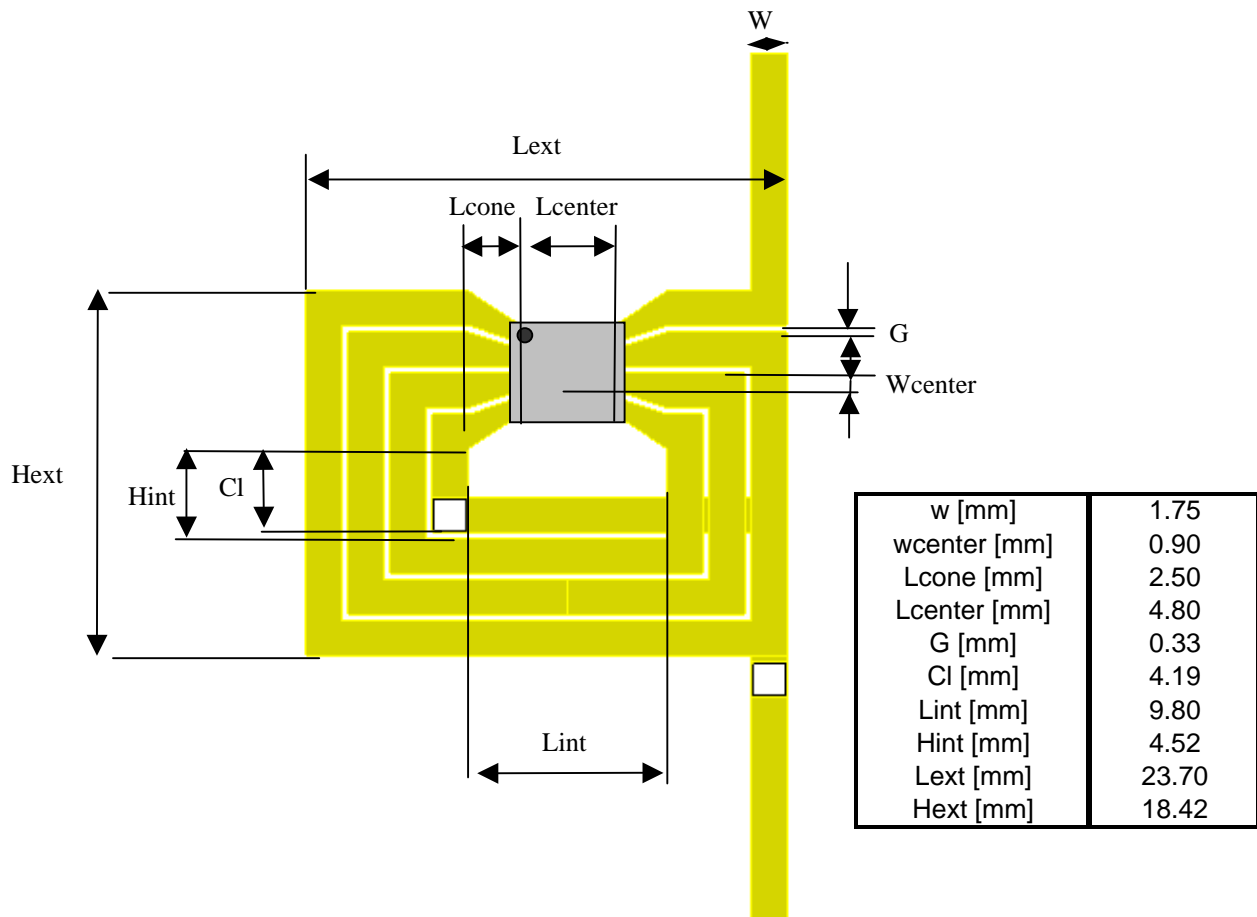 W
Lext
Lcone Lcenter
G
Wcenter
Hext
Hint
Cl
Lint
w [mm] 1.75
wcenter [mm] 0.90
Lcone [mm] 2.50
Lcenter [mm] 4.80
G [mm] 0.33
Cl [mm] 4.19
Lint [mm] 9.80
Hint [mm] 4.52
Lext [mm] 23.70
Hext [mm] 18.42